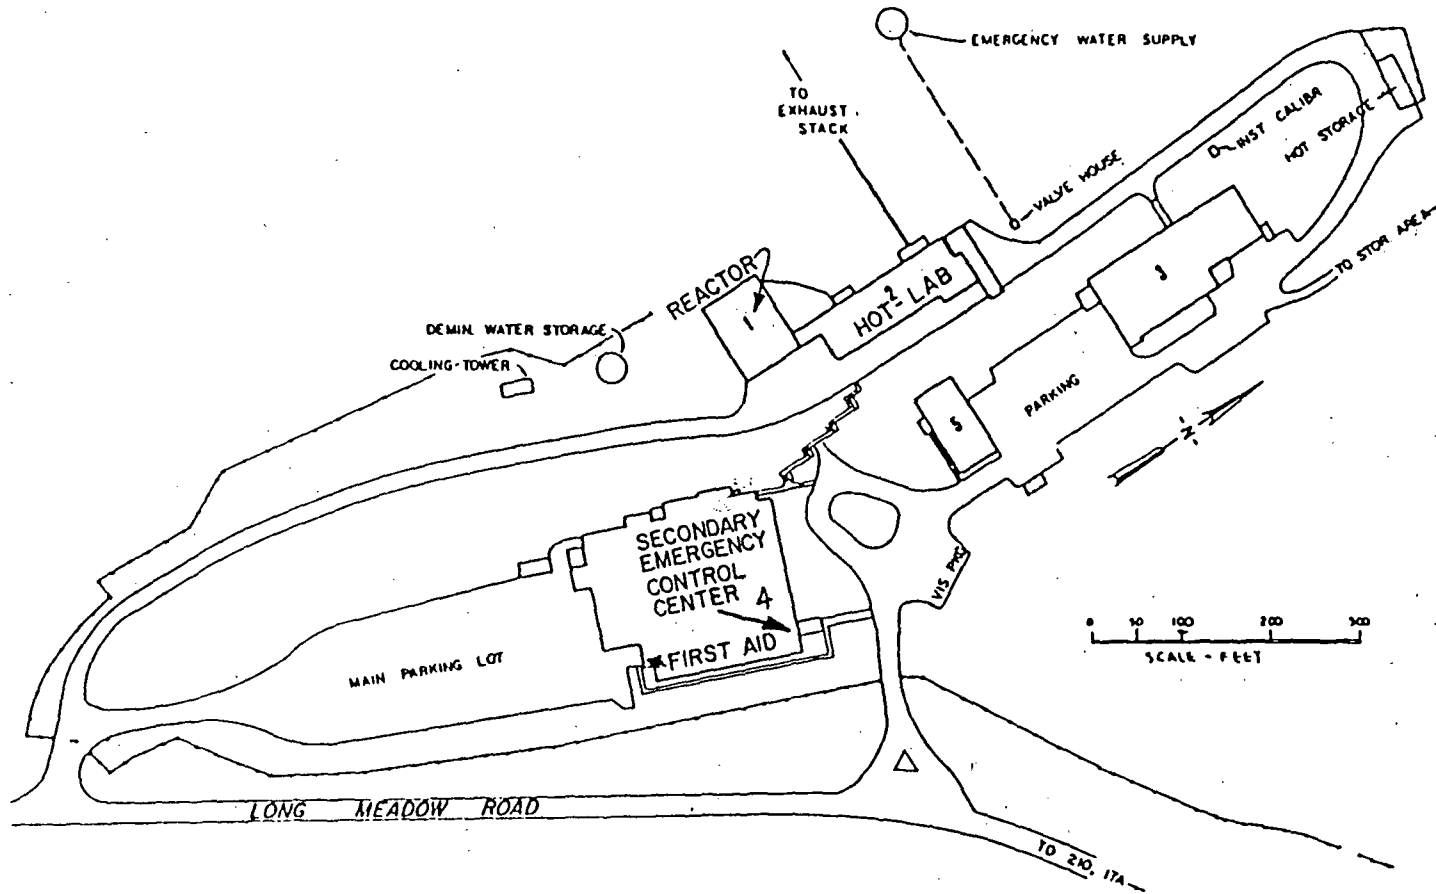 EMERGENCY WATER SUPPLY
TO
EXHAUST
STACK
INST CALIBR
HOT STORAGE
VALVE HOUSE
TO STOR AREA
REACTOR
1
2
HOT-LAB
3
DEMIN. WATER STORAGE
COOLING-TOWER
PARKING
5
-N-
SECONDARY
EMERGENCY
CONTROL
CENTER 4
FIRST AID
VIS PKG
MAIN PARKING LOT
0 50 100 200 300
SCALE - FEET
LONG MEADOW ROAD
TO 210, 17A